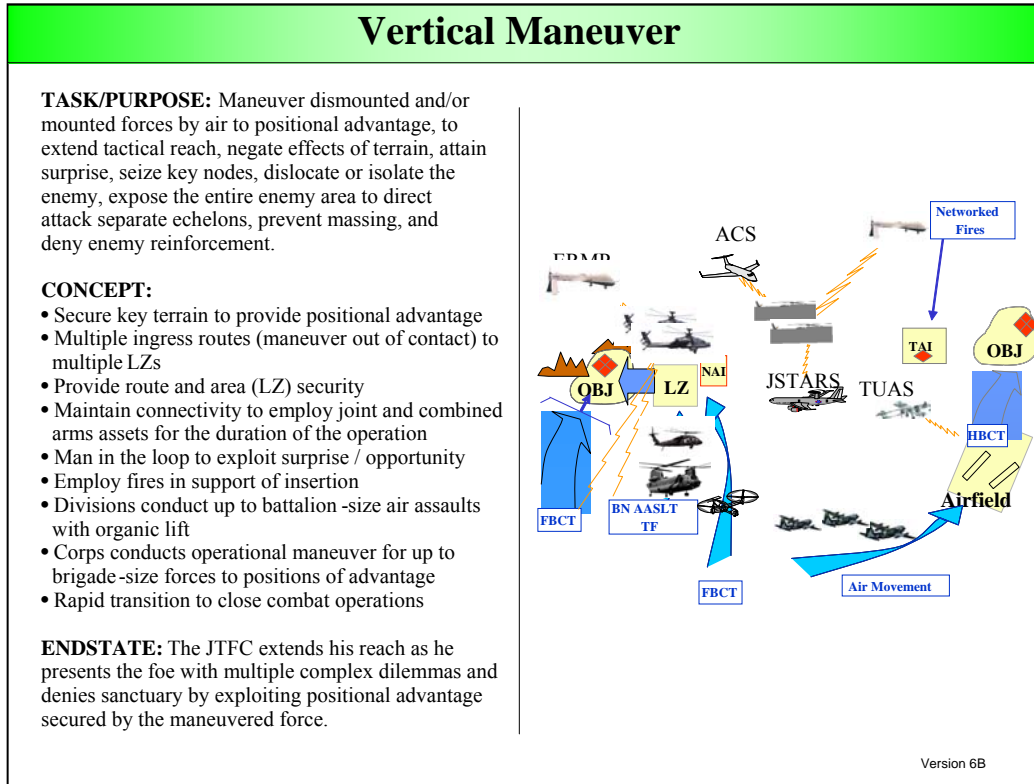 Vertical Maneuver
TASK/PURPOSE: Maneuver dismounted and/or
mounted forces by air to positional advantage, to
extend tactical reach, negate effects of terrain, attain
surprise, seize key nodes, dislocate or isolate the
enemy, expose the entire enemy area to direct
attack separate echelons, prevent massing, and
deny enemy reinforcement.
CONCEPT:
• Secure key terrain to provide positional advantage
• Multiple ingress routes (maneuver out of contact) to
multiple LZs
• Provide route and area (LZ) security
• Maintain connectivity to employ joint and combined
arms assets for the duration of the operation
• Man in the loop to exploit surprise / opportunity
• Employ fires in support of insertion
• Divisions conduct up to battalion -size air assaults
with organic lift
• Corps conducts operational maneuver for up to
brigade -size forces to positions of advantage
• Rapid transition to close combat operations
ENDSTATE: The JTFC extends his reach as he
presents the foe with multiple complex dilemmas and
denies sanctuary by exploiting positional advantage
secured by the maneuvered force.
Networked
Fires
ACS
TAI
OBJ
OBJ
LZ
NAI
JSTARS
TUAS
HBCT
Airfield
FBCT
BN AASLT
TF
FBCT
Air Movement
Version 6B